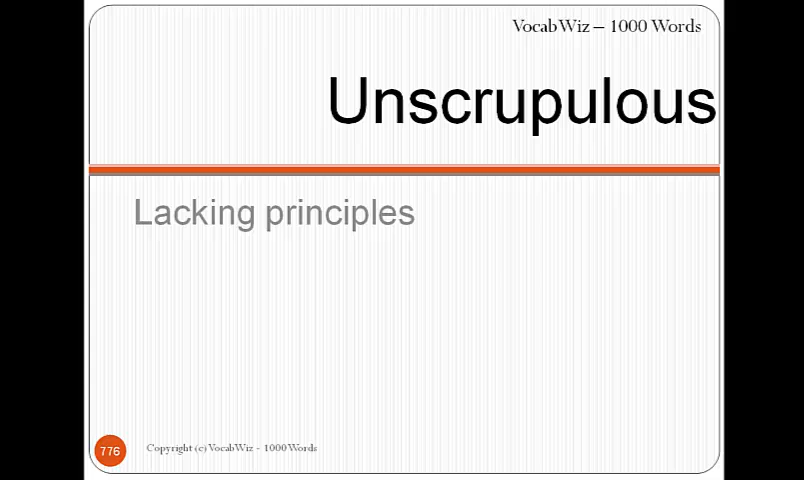 VocabWiz – 1000 Words
Unscrupulous
Lacking principles
776
Copyright (c) VocabWiz - 1000 Words